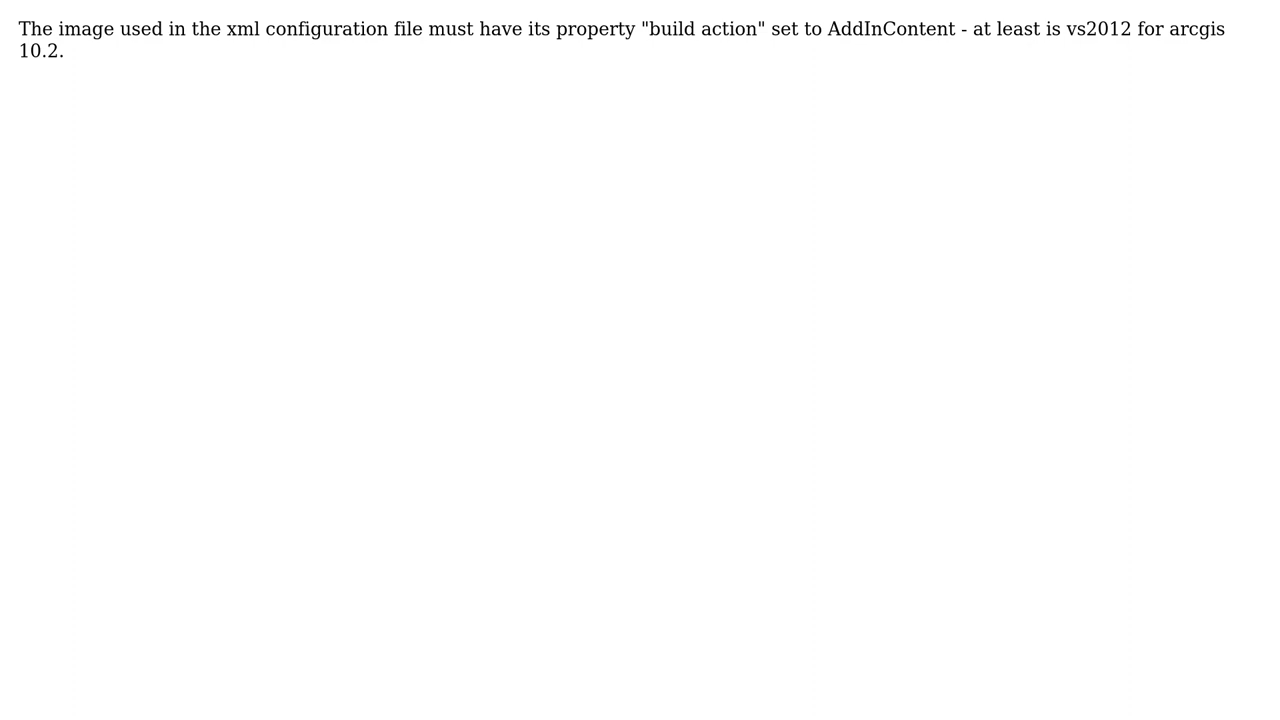 The image used in the xml configuration file must have its property "build action" set to AddInContent - at least is vs2012 for arcgis
10.2.